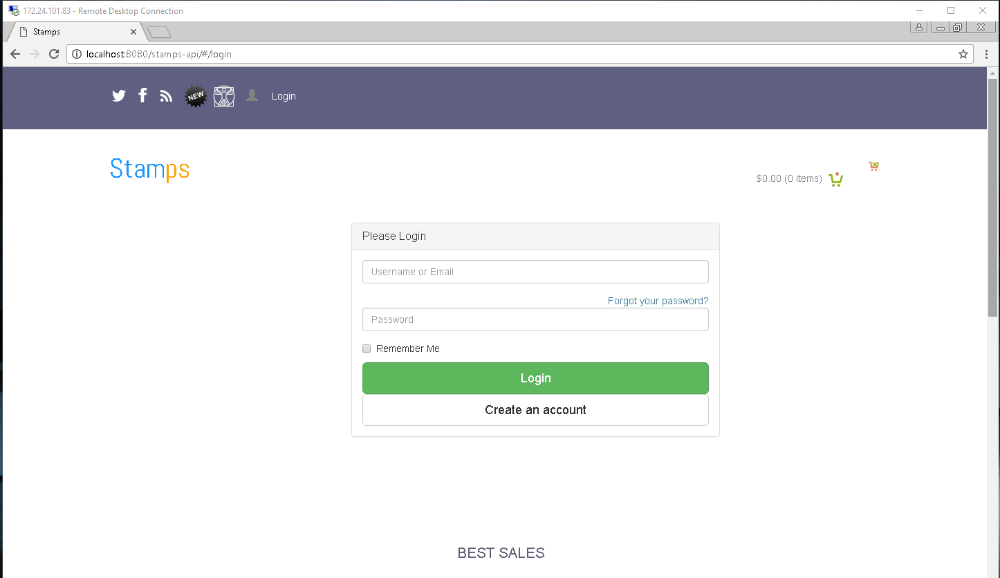 172.24.101.83 - Remote Desktop Connection
Stamps
localhost:8080/stamps-api/#/login
NEW
Login
Stamps
$0.00 (0 items)
Please Login
Username or Email
Forgot your password?
Password
Remember Me
Login
Create an account
BEST SALES